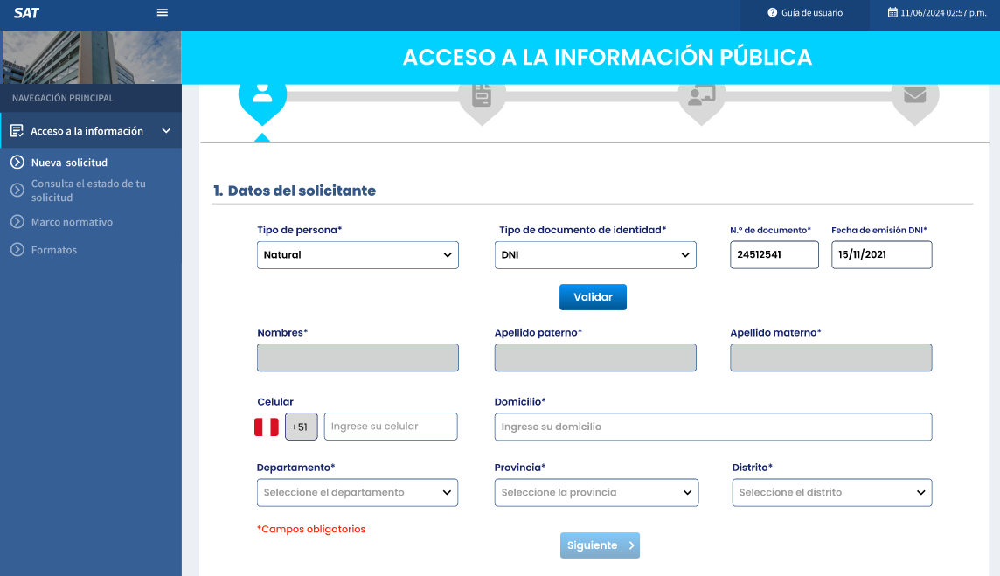 SAT
Guía de usuario
11/06/2024 02:57 p.m.
ACCESO A LA INFORMACIÓN PÚBLICA
NAVEGACIÓN PRINCIPAL
Acceso a la información
Nueva solicitud
Consulta el estado de tu
solicitud
Marco normativo
Formatos
1. Datos del solicitante
Tipo de persona*
Tipo de documento de identidad*
N.º de documento*
Fecha de emisión DNI*
Natural
DNI
24512541
15/11/2021
Validar
Nombres*
Apellido paterno*
Apellido materno*
Celular
Domicilio*
+51
Ingrese su celular
Ingrese su domicilio
Departamento*
Provincia*
Distrito*
Seleccione el departamento
Seleccione la provincia
Seleccione el distrito
*Campos obligatorios
Siguiente